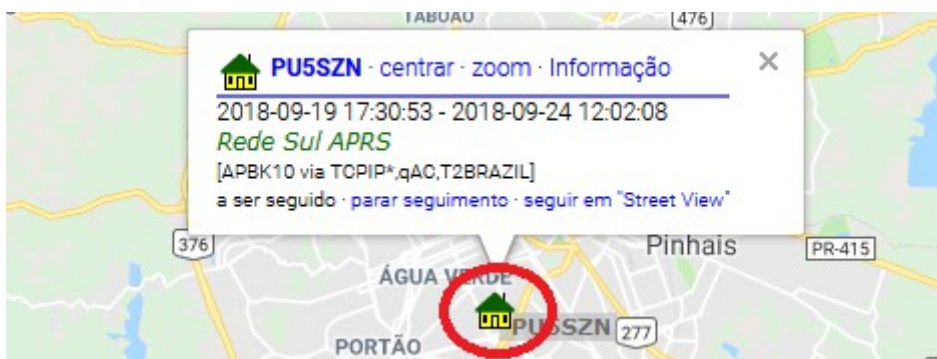 TABOÃO
476
PU5SZN · centrar · zoom · Informação ×
2018-09-19 17:30:53 - 2018-09-24 12:02:08
Rede Sul APRS
[APBK10 via TCPIP*,qAC,T2BRAZIL]
a ser seguido · parar seguimento · seguir em "Street View"
376
Pinhais
PR-415
ÁGUA VERDE
PU5SZN
277
PORTÃO